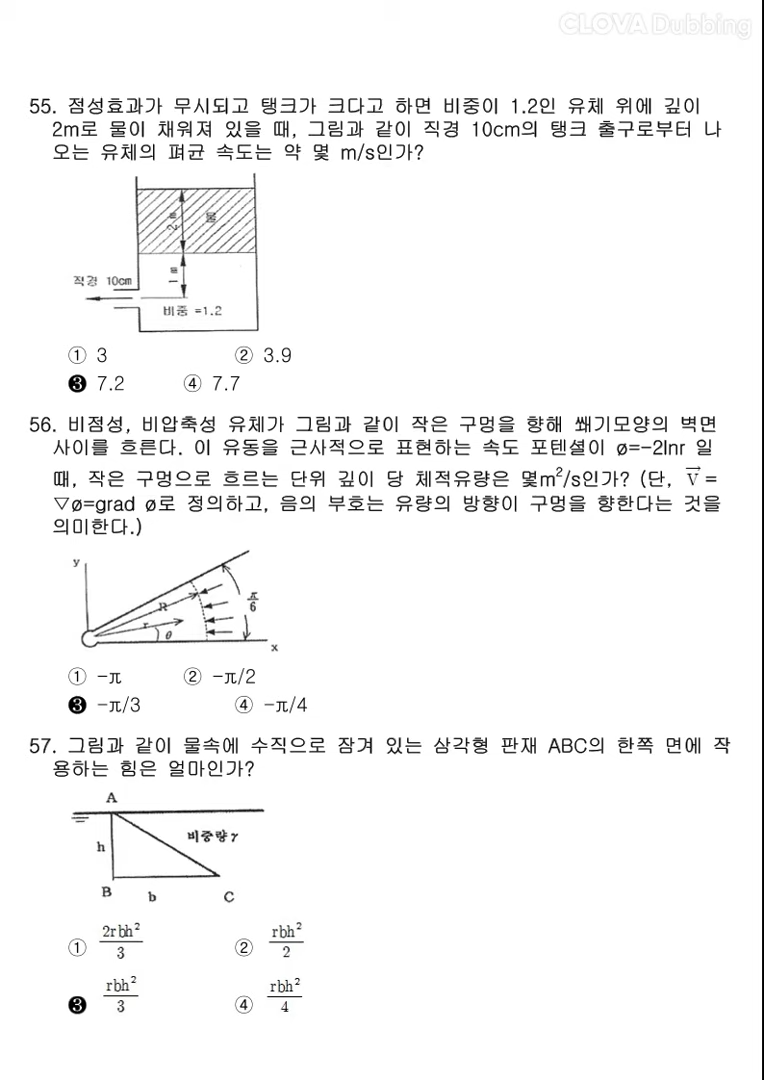 CLOVA Dubbing
55. 점성효과가 무시되고 탱크가 크다고 하면 비중이 1.2인 유체 위에 깊이
2m로 물이 채워져 있을 때, 그림과 같이 직경 10cm의 탱크 출구로부터 나
오는 유체의 펴균 속도는 약 몇 m/s인가?
2m
물
1m
직경 10cm
비중 =1.2
① 3 ② 3.9
❸ 7.2 ④ 7.7
56. 비점성, 비압축성 유체가 그림과 같이 작은 구멍을 향해 쐐기모양의 벽면
사이를 흐른다. 이 유동을 근사적으로 표현하는 속도 포텐셜이 ø=-2lnr 일
때, 작은 구멍으로 흐르는 단위 깊이 당 체적유량은 몇m²/s인가? (단, V⃗ =
▽ø=grad ø로 정의하고, 음의 부호는 유량의 방향이 구멍을 향한다는 것을
의미한다.)
y
R
r
θ
π/6
x
① -π ② -π/2
❸ -π/3 ④ -π/4
57. 그림과 같이 물속에 수직으로 잠겨 있는 삼각형 판재 ABC의 한쪽 면에 작
용하는 힘은 얼마인가?
A
비중량 γ
h
B b C
① 2rbh²/3 ② rbh²/2
❸ rbh²/3 ④ rbh²/4